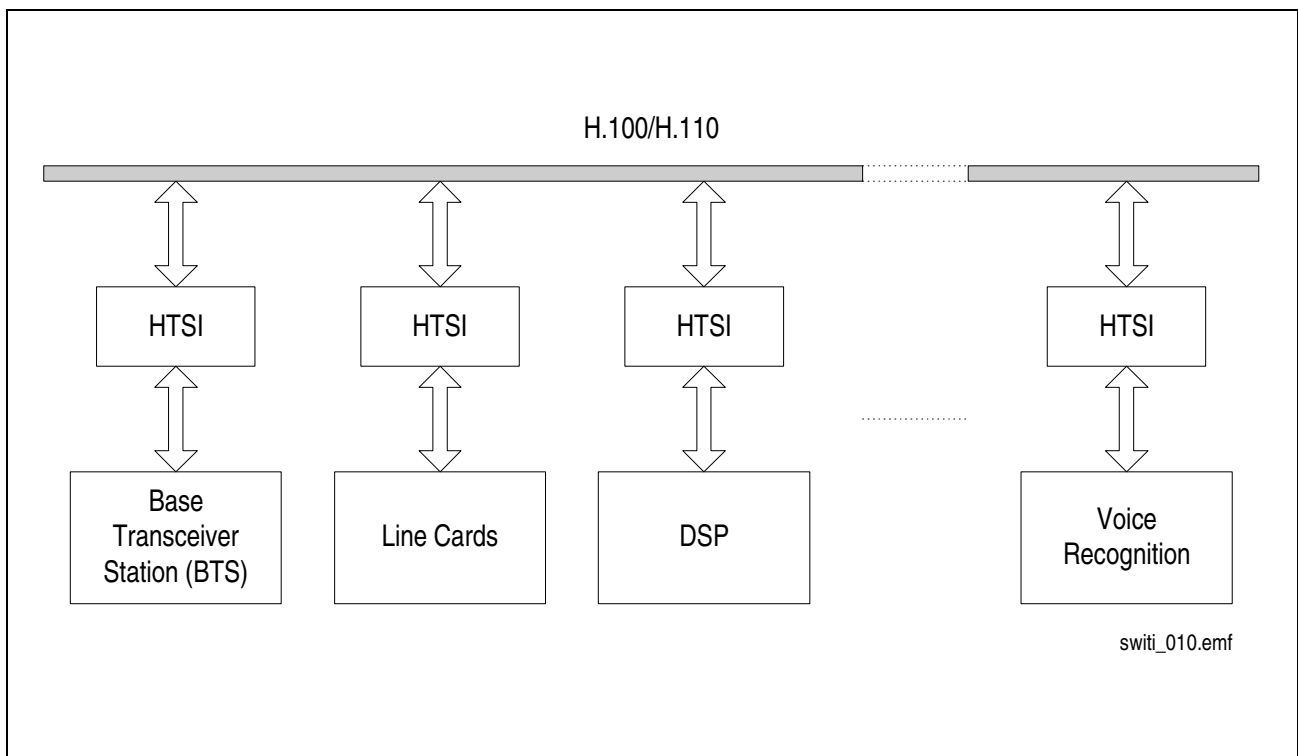 H.100/H.110
HTSI
HTSI
HTSI
HTSI
Base
Transceiver
Station (BTS)
Line Cards
DSP
Voice
Recognition
switi_010.emf